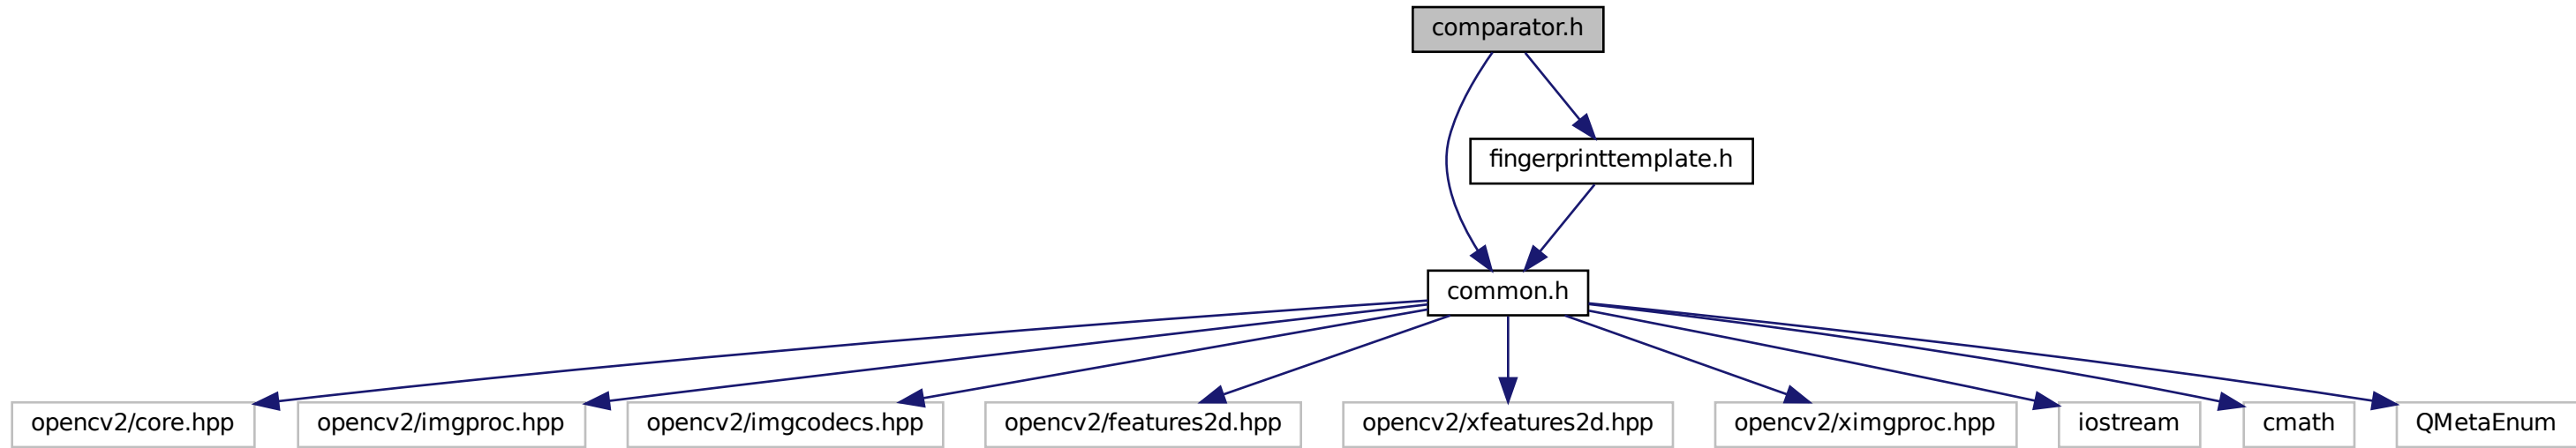 comparator.h
fingerprinttemplate.h
common.h
opencv2/core.hpp
opencv2/imgproc.hpp
opencv2/imgcodecs.hpp
opencv2/features2d.hpp
opencv2/xfeatures2d.hpp
opencv2/ximgproc.hpp
iostream
cmath
QMetaEnum